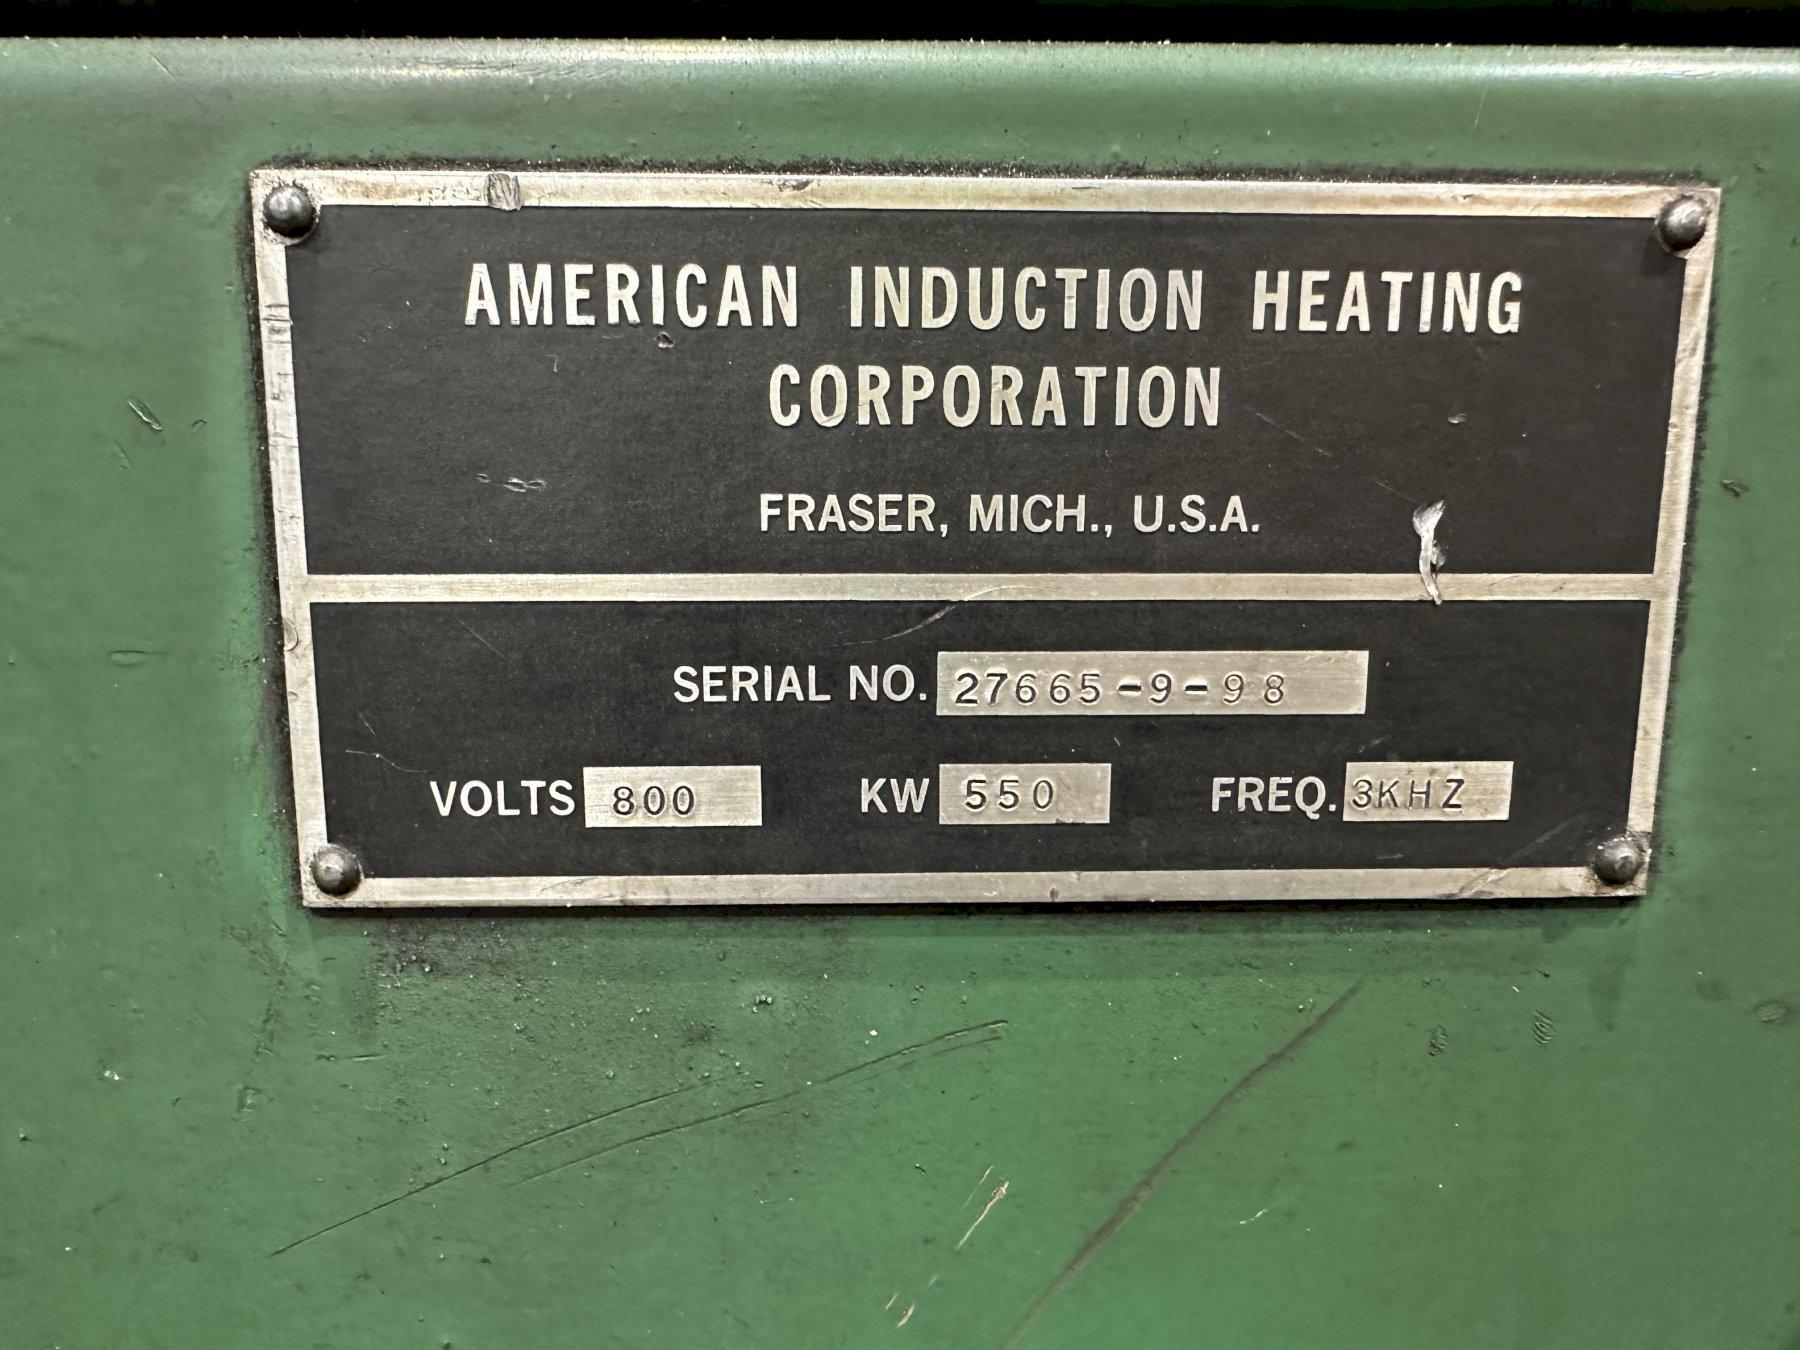 AMERICAN INDUCTION HEATING
CORPORATION
FRASER, MICH., U.S.A.
SERIAL NO. 27665-9-98
VOLTS 800 KW 550 FREQ. 3KHZ